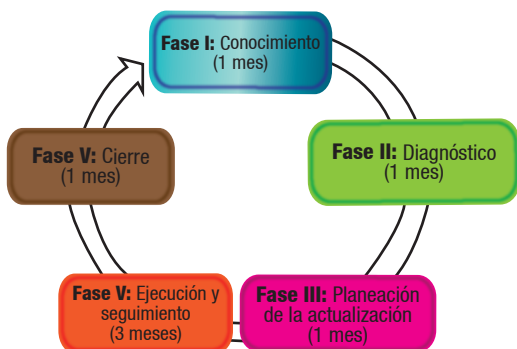 Fase I: Conocimiento
(1 mes)
Fase II: Diagnóstico
(1 mes)
Fase III: Planeación
de la actualización
(1 mes)
Fase V: Ejecución y
seguimiento
(3 meses)
Fase V: Cierre
(1 mes)